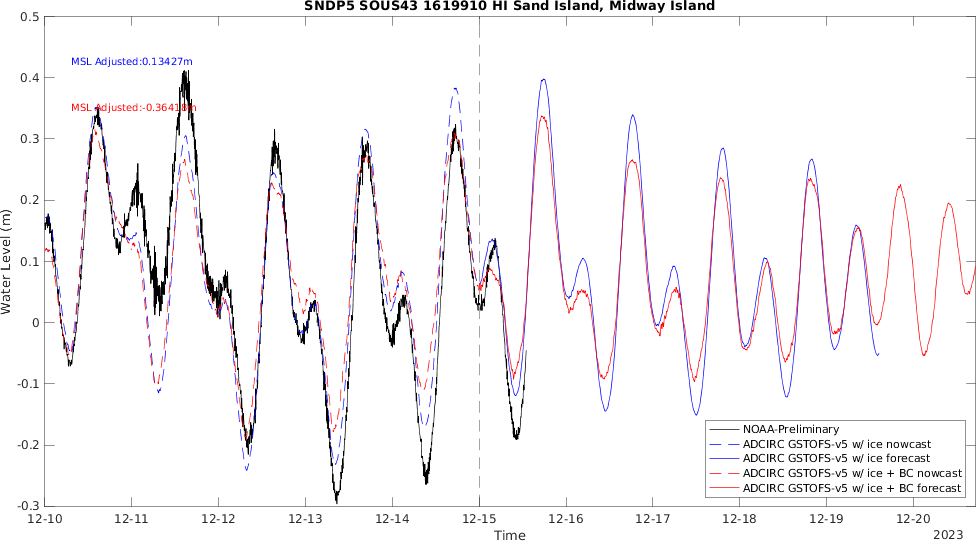 SNDP5 SOUS43 1619910 HI Sand Island, Midway Island
0.5
0.4
0.3
0.2
0.1
0
-0.1
-0.2
-0.3
Water Level (m)
MSL Adjusted:0.13427m
MSL Adjusted:-0.36418m
NOAA-Preliminary
ADCIRC GSTOFS-v5 w/ ice nowcast
ADCIRC GSTOFS-v5 w/ ice forecast
ADCIRC GSTOFS-v5 w/ ice + BC nowcast
ADCIRC GSTOFS-v5 w/ ice + BC forecast
12-10 12-11 12-12 12-13 12-14 12-15 12-16 12-17 12-18 12-19 12-20
Time
2023